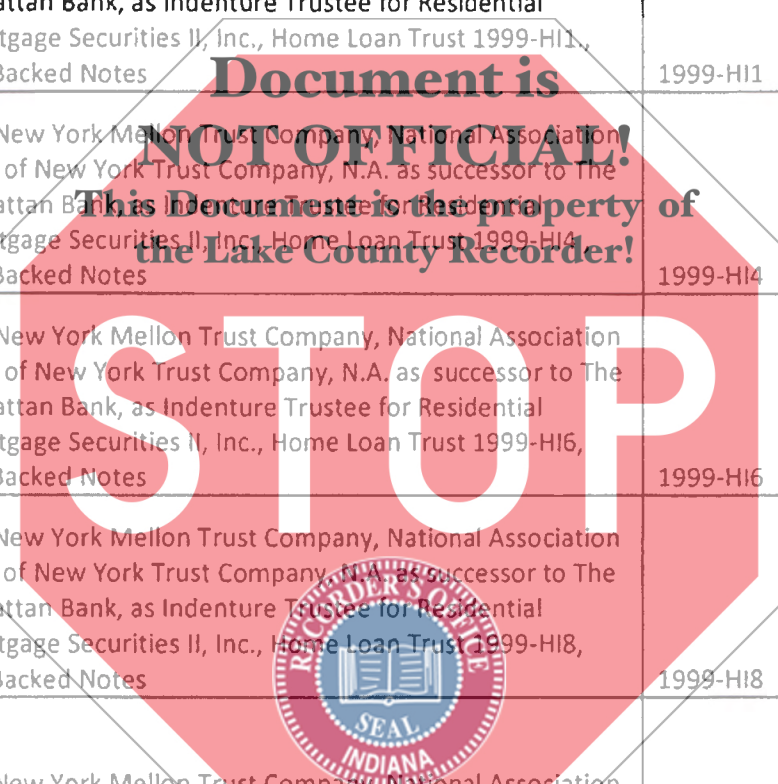 attan Bank, as Indenture Trustee for Residential
tgage Securities II, Inc., Home Loan Trust 1999-HI1.,
Backed Notes 1999-HI1
Document is
New York Mellon Trust Company, National Association
NOT OFFICIAL!
of New York Trust Company, N.A. as successor to The
attan Bank, as Indenture Trustee for Residential
This Document is the property of
tgage Securities II, Inc., Home Loan Trust 1999-HI4,
the Lake County Recorder!
Backed Notes 1999-HI4
New York Mellon Trust Company, National Association
of New York Trust Company, N.A. as successor to The
attan Bank, as Indenture Trustee for Residential
tgage Securities II, Inc., Home Loan Trust 1999-HI6,
Backed Notes 1999-HI6
STOP
New York Mellon Trust Company, National Association
of New York Trust Company, N.A. as successor to The
attan Bank, as Indenture Trustee for Residential
tgage Securities II, Inc., Home Loan Trust 1999-HI8,
Backed Notes 1999-HI8
RECORDER'S OFFICE
SEAL
INDIANA
New York Mellon Trust Company, National Association